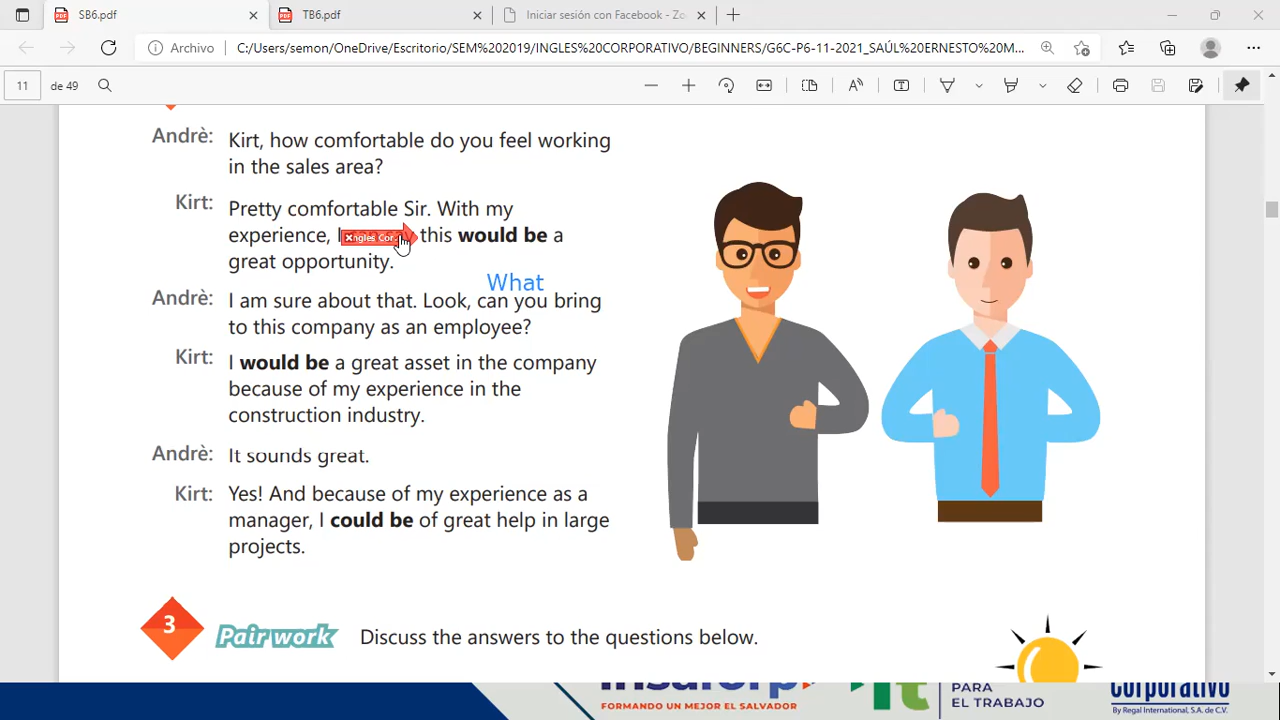 SB6.pdf
TB6.pdf
Iniciar sesión con Facebook - Zo
Archivo
C:/Users/semon/OneDrive/Escritorio/SEM%202019/INGLES%20CORPORATIVO/BEGINNERS/G6C-P6-11-2021_SAÚL%20ERNESTO%20M...
11 de 49
Andrè: Kirt, how comfortable do you feel working
in the sales area?
Kirt: Pretty comfortable Sir. With my
experience, I this would be a
great opportunity.
What
Andrè: I am sure about that. Look, can you bring
to this company as an employee?
Kirt: I would be a great asset in the company
because of my experience in the
construction industry.
Andrè: It sounds great.
Kirt: Yes! And because of my experience as a
manager, I could be of great help in large
projects.
3 Pair work Discuss the answers to the questions below.
FORMANDO UN MEJOR EL SALVADOR
PARA
EL TRABAJO
Corporativo
By Regal International, S.A. de C.V.